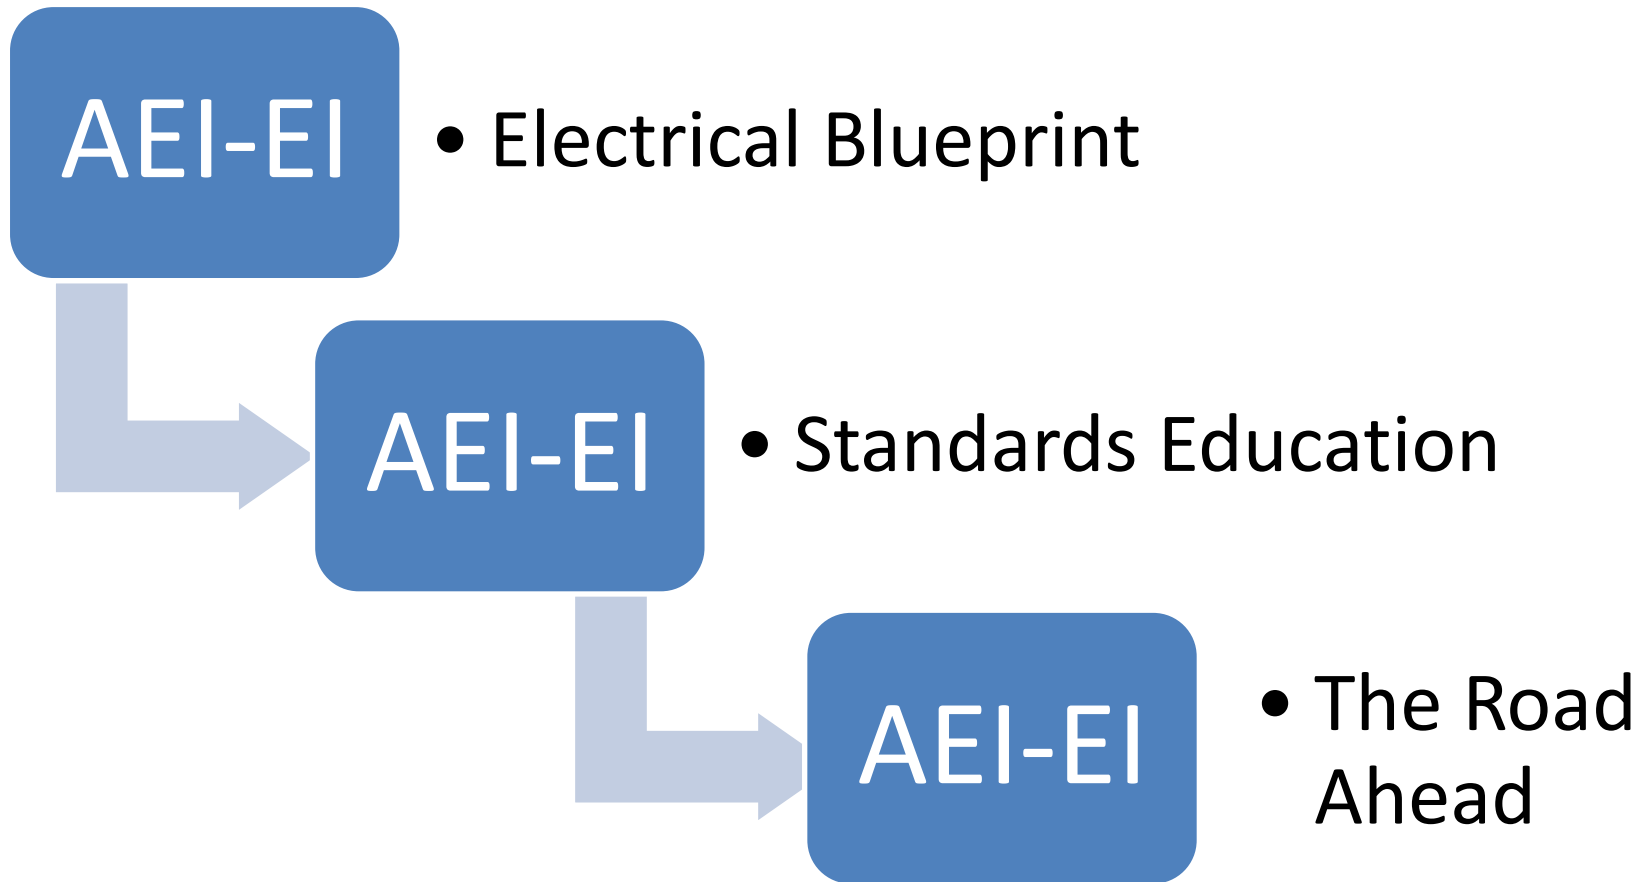 AEI-EI
• Electrical Blueprint
AEI-EI
• Standards Education
AEI-EI
• The Road
Ahead